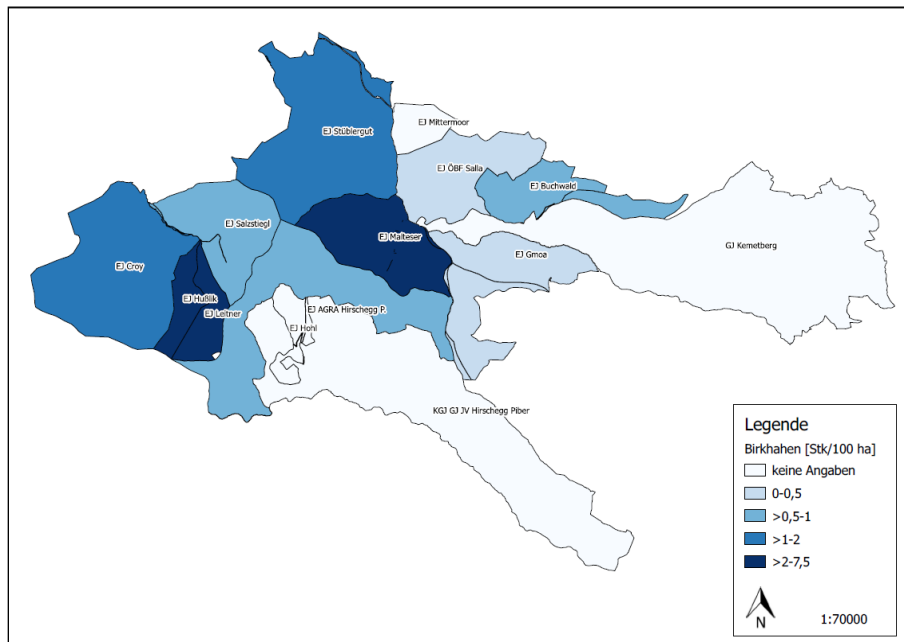 EJ Mittermoor
EJ Stüblergut
EJ ÖBF Salla
EJ Buchwald
EJ Salzstiegl
EJ Malteser
GJ Kemetberg
EJ Gmoa
EJ Croy
EJ Hußlik
EJ Leitner
EJ AGRA Hirschegg P.
EJ Hohl
KGJ GJ JV Hirschegg Piber
Legende
Birkhahen [Stk/100 ha]
keine Angaben
0-0,5
>0,5-1
>1-2
>2-7,5
N
1:70000